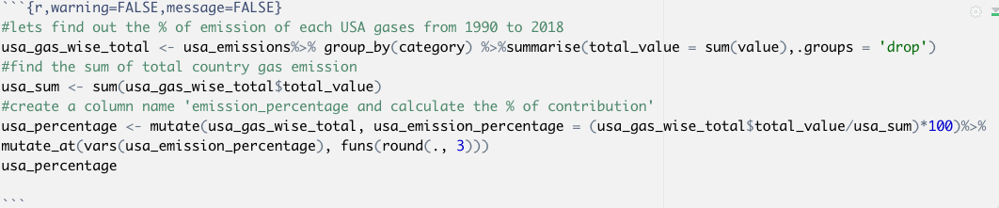 ```{r,warning=FALSE,message=FALSE}
#lets find out the % of emission of each USA gases from 1990 to 2018
usa_gas_wise_total <- usa_emissions%>% group_by(category) %>%summarise(total_value = sum(value),.groups = 'drop')
#find the sum of total country gas emission
usa_sum <- sum(usa_gas_wise_total$total_value)
#create a column name 'emission_percentage and calculate the % of contribution'
usa_percentage <- mutate(usa_gas_wise_total, usa_emission_percentage = (usa_gas_wise_total$total_value/usa_sum)*100)%>%
mutate_at(vars(usa_emission_percentage), funs(round(., 3)))
usa_percentage
```